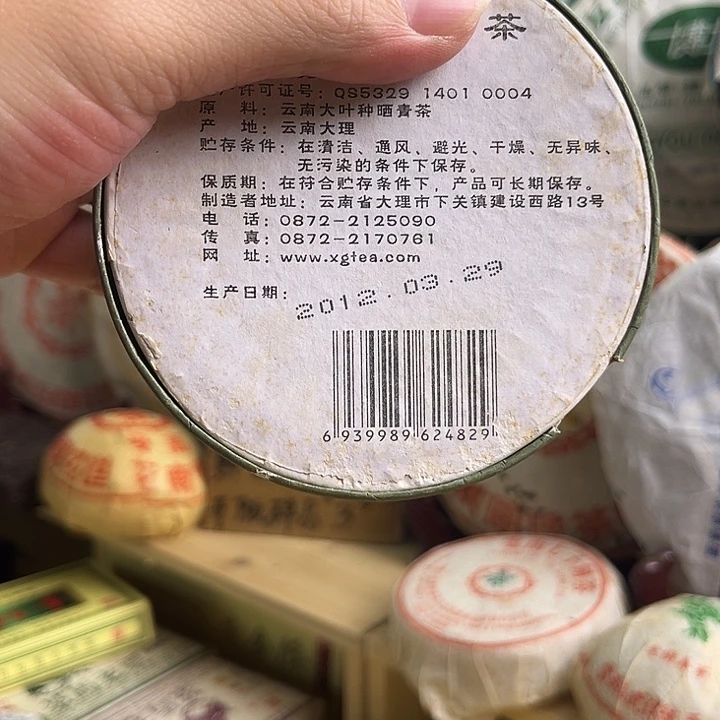 茶
产许可证号：QS5329 1401 0004
原　料：云南大叶种晒青茶
产　地：云南大理
贮存条件：在清洁、通风、避光、干燥、无异味、
无污染的条件下保存。
保质期：在符合贮存条件下，产品可长期保存。
制造者地址：云南省大理市下关镇建设西路13号
电　话：0872-2125090
传　真：0872-2170761
网　址：www.xgtea.com
生产日期：2012.03.29
6 939989 624829